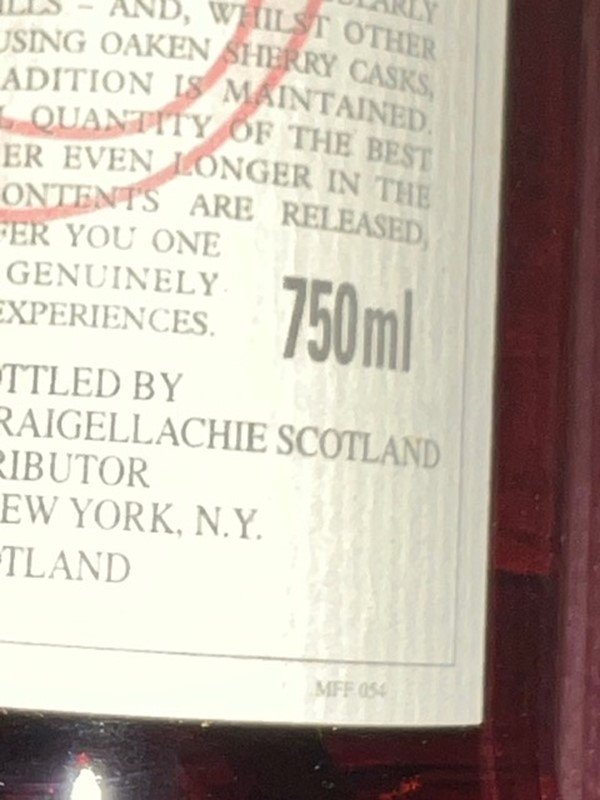 ILLS – AND, WHILST OTHER
USING OAKEN SHERRY CASKS,
ADITION IS MAINTAINED.
L QUANTITY OF THE BEST
ER EVEN LONGER IN THE
ONTENTS ARE RELEASED,
FER YOU ONE
GENUINELY
EXPERIENCES.
750ml
OTTLED BY
RAIGELLACHIE SCOTLAND
RIBUTOR
EW YORK, N.Y.
OTLAND
MFF 054